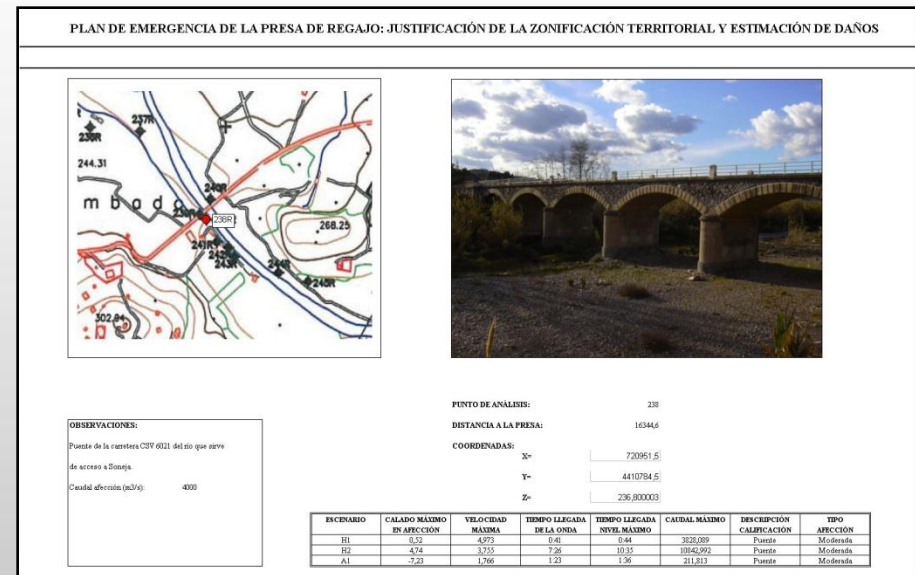 PLAN DE EMERGENCIA DE LA PRESA DE REGAJO: JUSTIFICACIÓN DE LA ZONIFICACIÓN TERRITORIAL Y ESTIMACIÓN DE DAÑOS
237R
236R
244.31
m b a d o
240R
239R
238R
268.25
241R
243R
244R
245R
302.94
PUNTO DE ANÁLISIS: 238
DISTANCIA A LA PRESA: 16344,6
COORDENADAS:
X= 720951,5
Y= 4410784,5
Z= 236,800003
OBSERVACIONES:
Puente de la carretera CSV 6021 del rio que sirve
de acceso a Soneja.
Caudal afección (m3/s): 4000
ESCENARIO CALADO MÁXIMO EN AFECCIÓN VELOCIDAD MÁXIMA TIEMPO LLEGADA DE LA ONDA TIEMPO LLEGADA NIVEL MÁXIMO CAUDAL MÁXIMO DESCRIPCIÓN CALIFICACIÓN TIPO AFECCIÓN
H1 0,52 4,973 0:41 0:44 3828,089 Puente Moderada
H2 4,74 3,755 7:26 10:35 10842,992 Puente Moderada
A1 -7,23 1,766 1:23 1:36 211,813 Puente Moderada